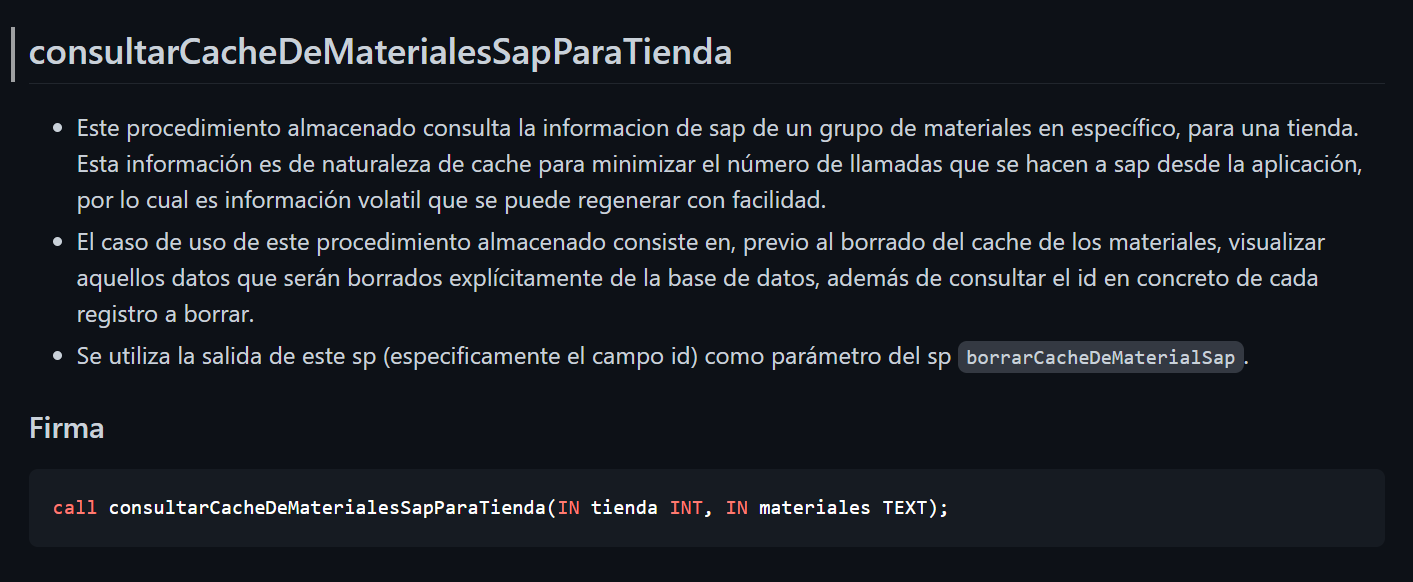 consultarCacheDeMaterialesSapParaTienda
Este procedimiento almacenado consulta la informacion de sap de un grupo de materiales en específico, para una tienda.
Esta información es de naturaleza de cache para minimizar el número de llamadas que se hacen a sap desde la aplicación,
por lo cual es información volatil que se puede regenerar con facilidad.
El caso de uso de este procedimiento almacenado consiste en, previo al borrado del cache de los materiales, visualizar
aquellos datos que serán borrados explícitamente de la base de datos, además de consultar el id en concreto de cada
registro a borrar.
Se utiliza la salida de este sp (especificamente el campo id) como parámetro del sp borrarCacheDeMaterialSap.
Firma
call consultarCacheDeMaterialesSapParaTienda(IN tienda INT, IN materiales TEXT);